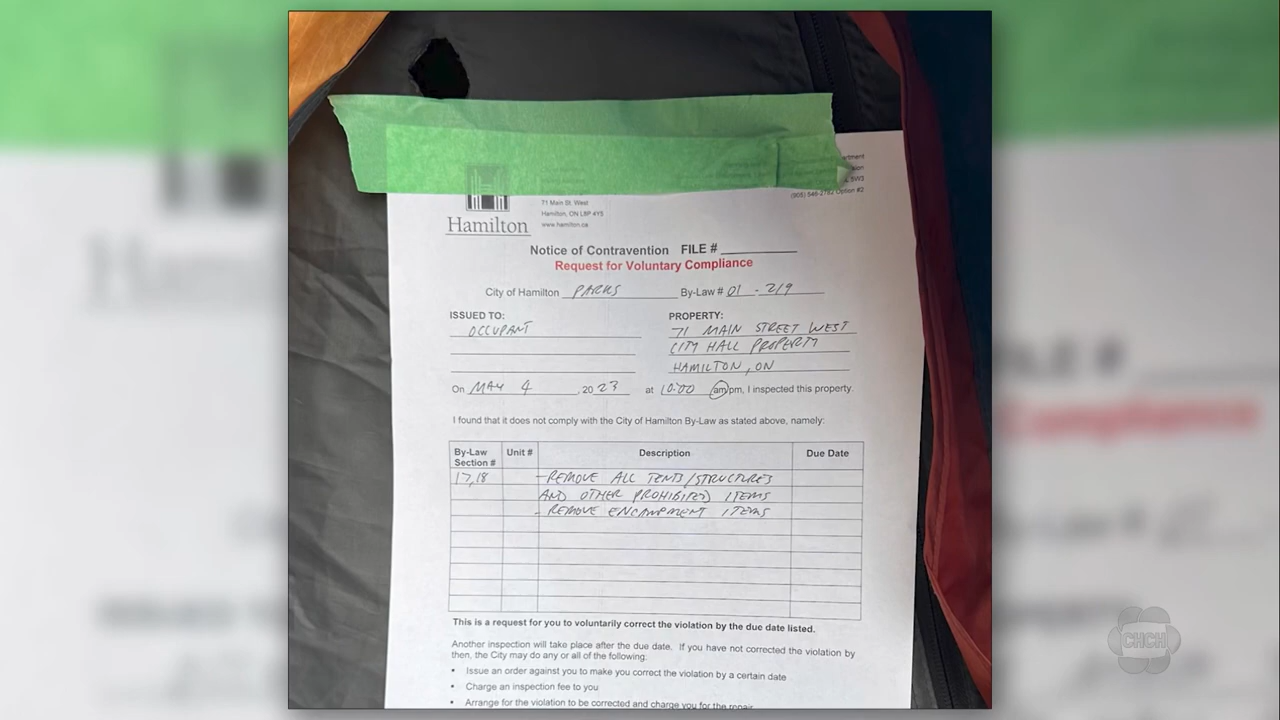 rtment
sion
5W3
(905) 546-2782 Option #2
71 Main St. West
Hamilton, ON L8P 4Y5
www.hamilton.ca
Hamilton
Notice of Contravention FILE #
Request for Voluntary Compliance
City of Hamilton PARKS By-Law # 01 - 219
ISSUED TO: PROPERTY:
OCCUPANT 71 MAIN STREET WEST
CITY HALL PROPERTY
HAMILTON, ON
On MAY 4, 2023 at 10:00 am/pm, I inspected this property.
I found that it does not comply with the City of Hamilton By-Law as stated above, namely:
By-Law Unit # Description Due Date
Section #
17,18 - REMOVE ALL TENTS/STRUCTURES
AND OTHER PROHIBITED ITEMS
- REMOVE ENCAMPMENT ITEMS
This is a request for you to voluntarily correct the violation by the due date listed.
Another inspection will take place after the due date. If you have not corrected the violation by
then, the City may do any or all of the following.
• Issue an order against you to make you correct the violation by a certain date
• Charge an inspection fee to you
• Arrange for the violation to be corrected and charge you for the repair
CHCH